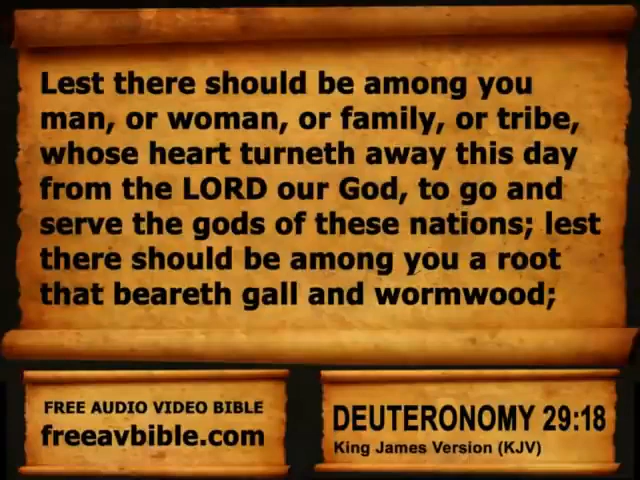 Lest there should be among you
man, or woman, or family, or tribe,
whose heart turneth away this day
from the LORD our God, to go and
serve the gods of these nations; lest
there should be among you a root
that beareth gall and wormwood;
FREE AUDIO VIDEO BIBLE
freeavbible.com
DEUTERONOMY 29:18
King James Version (KJV)